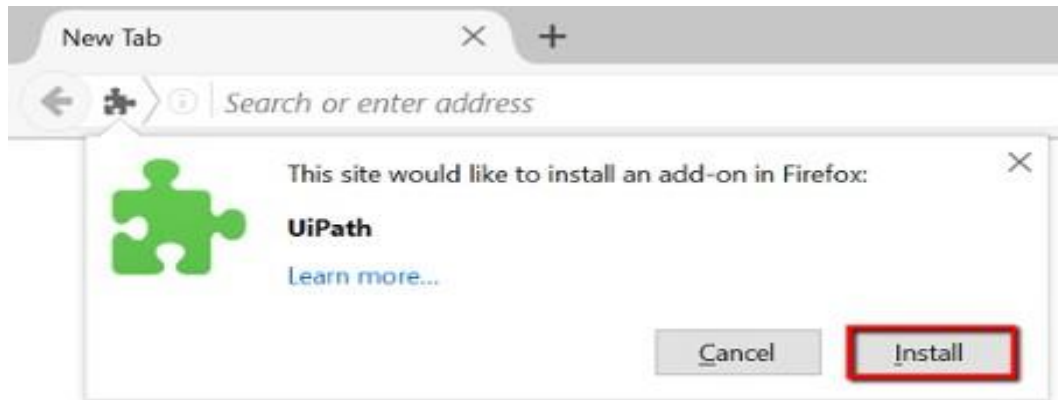 New Tab
Search or enter address
This site would like to install an add-on in Firefox:
UiPath
Learn more...
Cancel Install